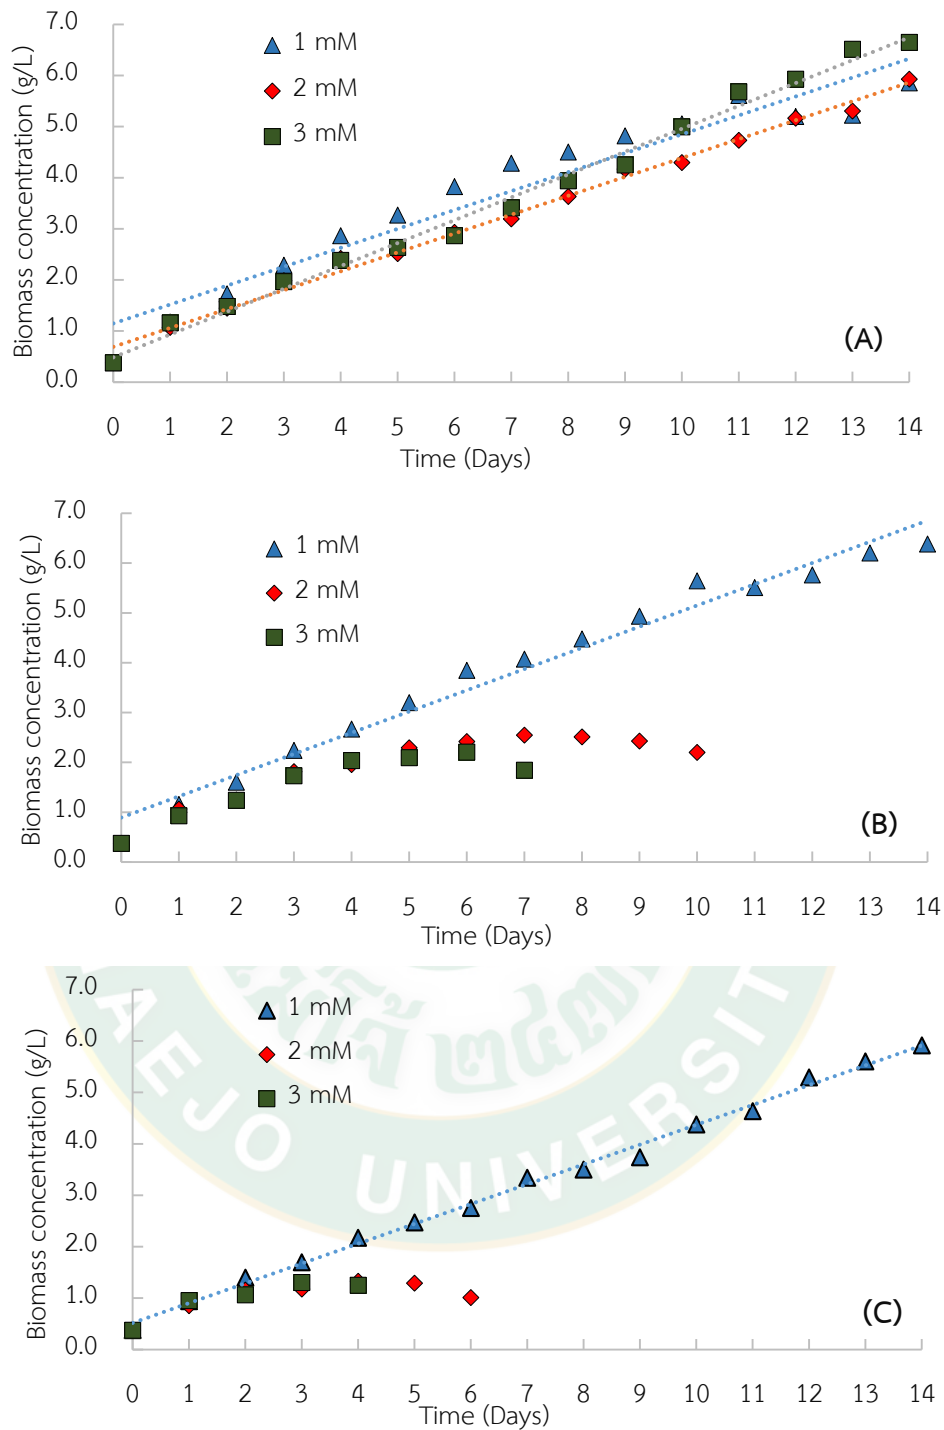 Biomass concentration (g/L)
7.0
6.0
5.0
4.0
3.0
2.0
1.0
0.0
1 mM
2 mM
3 mM
(A)
0 1 2 3 4 5 6 7 8 9 10 11 12 13 14
Time (Days)
Biomass concentration (g/L)
7.0
6.0
5.0
4.0
3.0
2.0
1.0
0.0
1 mM
2 mM
3 mM
(B)
0 1 2 3 4 5 6 7 8 9 10 11 12 13 14
Time (Days)
Biomass concentration (g/L)
7.0
6.0
5.0
4.0
3.0
2.0
1.0
0.0
1 mM
2 mM
3 mM
(C)
0 1 2 3 4 5 6 7 8 9 10 11 12 13 14
Time (Days)
AEJO UNIVERSIT